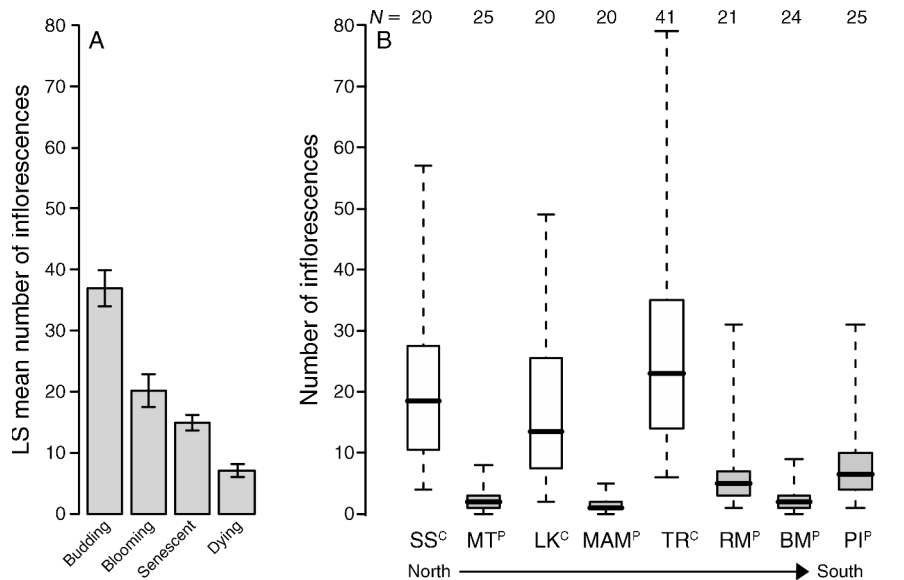 A
LS mean number of inflorescences
80
70
60
50
40
30
20
10
0
Budding
Blooming
Senescent
Dying
N = 20 25 20 20 41 21 24 25
B
Number of inflorescences
80
70
60
50
40
30
20
10
0
SSᶜ MTᴾ LKᶜ MAMᴾ TRᶜ RMᴾ BMᴾ PIᴾ
North South